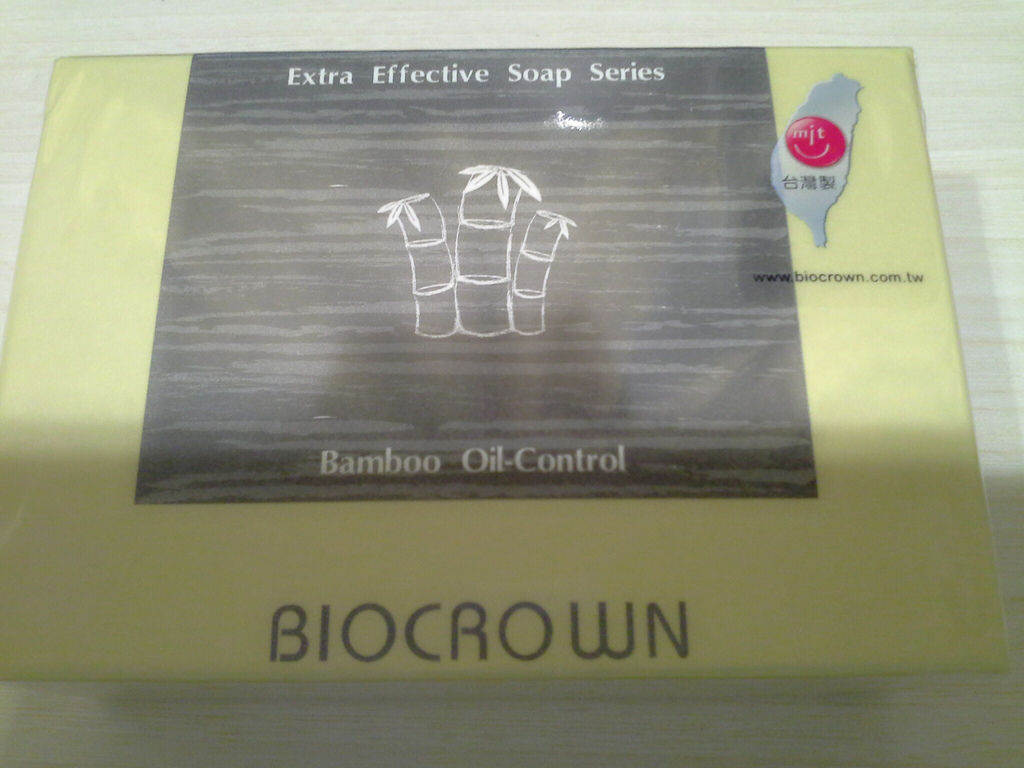 Extra Effective Soap Series
mit
台灣製
www.biocrown.com.tw
Bamboo Oil-Control
BIOCROWN